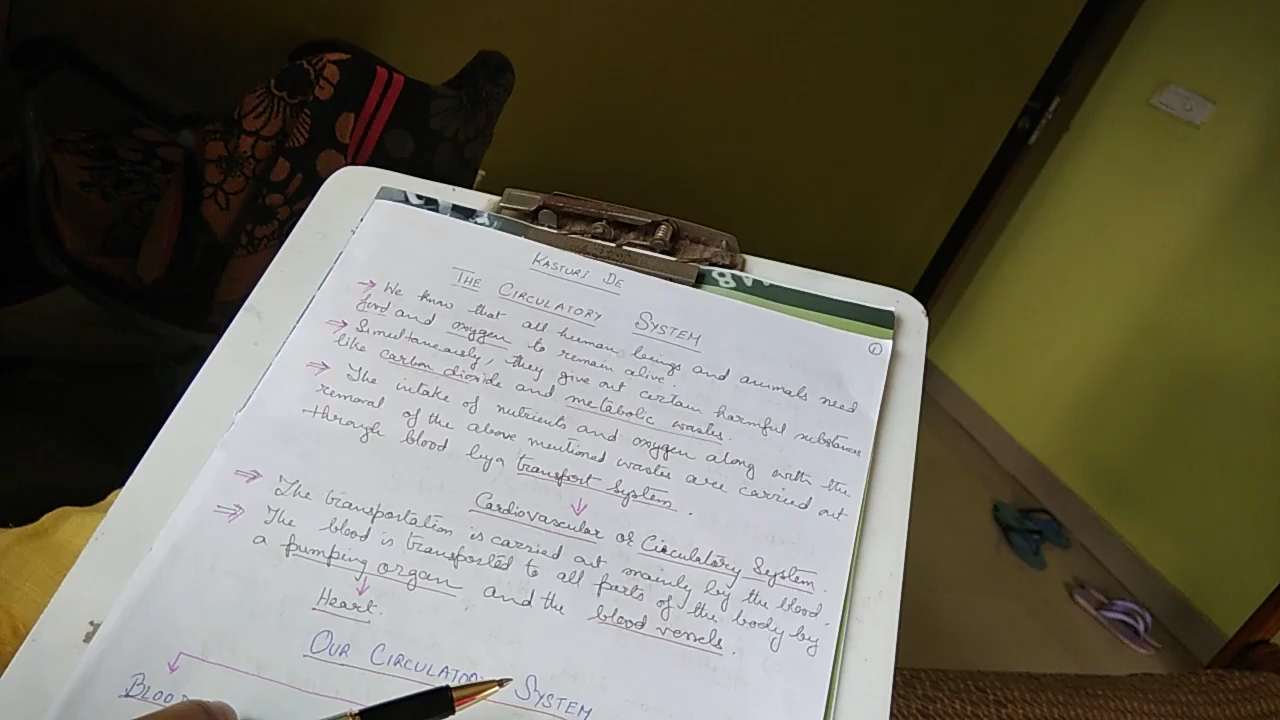 KASTURI DE
THE CIRCULATORY SYSTEM
①
⇒ We know that all human beings and animals need
food and oxygen to remain alive.
⇒ Simultaneously, they give out certain harmful substances
like carbon dioxide and metabolic wastes.
⇒ The intake of nutrients and oxygen along with the
removal of the above mentioned wastes are carried out
through blood by a transport system.
↓
Cardiovascular or Circulatory System.
⇒ The transportation is carried out mainly by the blood.
⇒ The blood is transported to all parts of the body by
a pumping organ and the blood vessels.
↓
Heart.
OUR CIRCULATORY SYSTEM
BLOOD